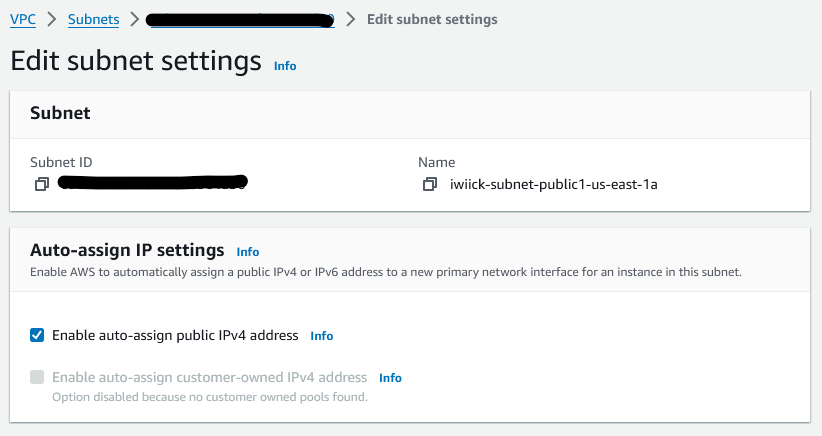 VPC > Subnets > > Edit subnet settings
Edit subnet settings Info
Subnet
Subnet ID
Name
iwiick-subnet-public1-us-east-1a
Auto-assign IP settings Info
Enable AWS to automatically assign a public IPv4 or IPv6 address to a new primary network interface for an instance in this subnet.
Enable auto-assign public IPv4 address Info
Enable auto-assign customer-owned IPv4 address Info
Option disabled because no customer owned pools found.